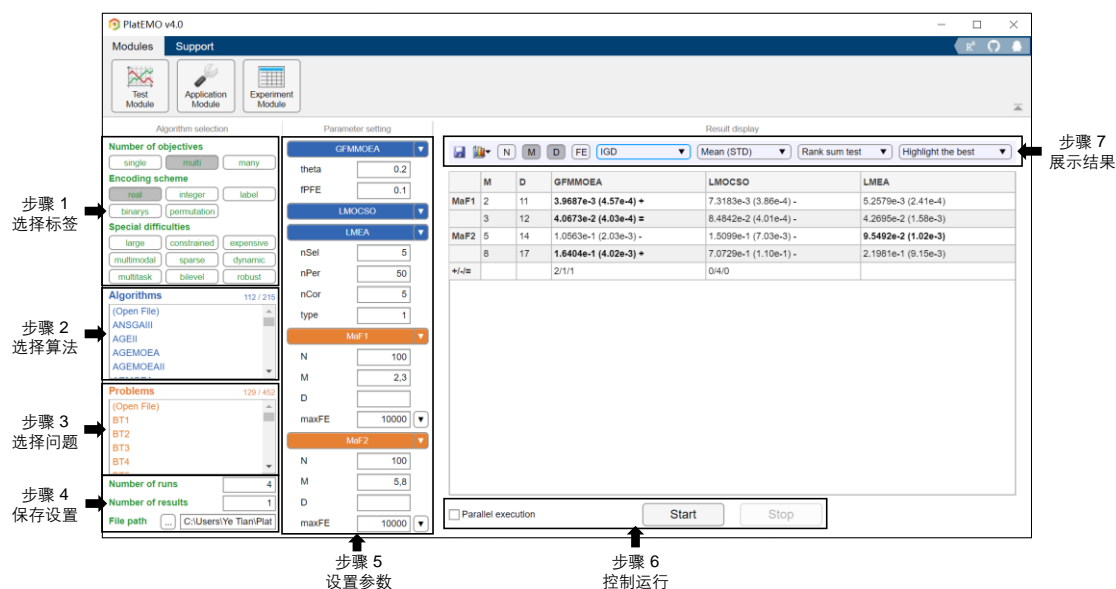 PlatEMO v4.0
Modules Support
Test Module
Application Module
Experiment Module
Algorithm selection
Parameter setting
Result display
步骤 1
选择标签
步骤 2
选择算法
步骤 3
选择问题
步骤 4
保存设置
Number of objectives
single multi many
Encoding scheme
real integer label
binarys permutation
Special difficulties
large constrained expensive
multimodal sparse dynamic
multitask bilevel robust
Algorithms 112 / 215
(Open File)
ANSGAIII
AGEII
AGEMOEA
AGEMOEAII
Problems 129 / 452
(Open File)
BT1
BT2
BT3
BT4
Number of runs 4
Number of results 1
File path ... C:\Users\Ye Tian\Plat
GFMMOEA
theta 0.2
fPFE 0.1
LMOCSO
LMEA
nSel 5
nPer 50
nCor 5
type 1
MaF1
N 100
M 2,3
D
maxFE 10000
MaF2
N 100
M 5,8
D
maxFE 10000
步骤 5
设置参数
N M D FE IGD Mean (STD) Rank sum test Highlight the best
步骤 7
展示结果
M D GFMMOEA LMOCSO LMEA
MaF1 2 11 3.9687e-3 (4.57e-4) + 7.3183e-3 (3.86e-4) - 5.2579e-3 (2.41e-4)
3 12 4.0673e-2 (4.03e-4) = 8.4842e-2 (4.01e-4) - 4.2695e-2 (1.58e-3)
MaF2 5 14 1.0563e-1 (2.03e-3) - 1.5099e-1 (7.03e-3) - 9.5492e-2 (1.02e-3)
8 17 1.6404e-1 (4.02e-3) + 7.0729e-1 (1.10e-1) - 2.1981e-1 (9.15e-3)
+/-/= 2/1/1 0/4/0
Parallel execution Start Stop
步骤 6
控制运行